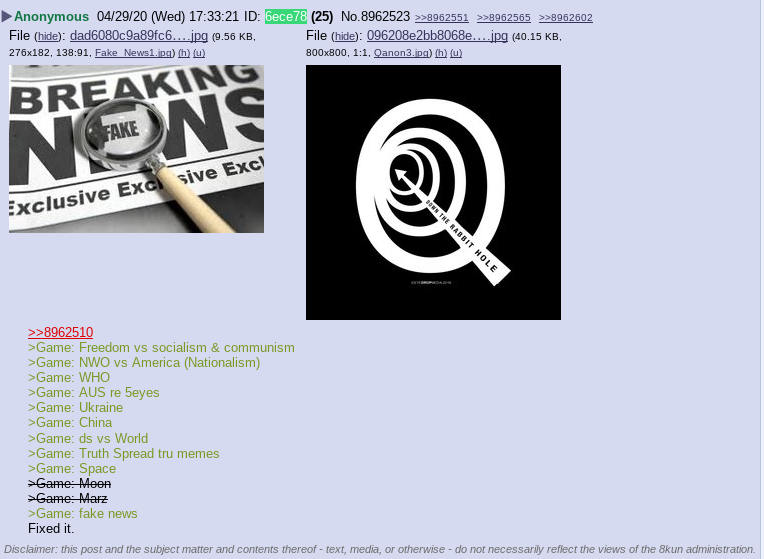 Anonymous 04/29/20 (Wed) 17:33:21 ID: 6ece78 (25) No.8962523 >>8962551 >>8962565 >>8962602
File (hide): dad6080c9a89fc6….jpg (9.56 KB, 276x182, 138:91, Fake_News1.jpg) (h) (u)
File (hide): 096208e2bb8068e….jpg (40.15 KB, 800x800, 1:1, Qanon3.jpg) (h) (u)
BREAKING
NEWS
FAKE
Exclusive Exclusive Exclu
DOWN THE RABBIT HOLE
>>8962510
>Game: Freedom vs socialism & communism
>Game: NWO vs America (Nationalism)
>Game: WHO
>Game: AUS re 5eyes
>Game: Ukraine
>Game: China
>Game: ds vs World
>Game: Truth Spread tru memes
>Game: Space
>Game: Moon
>Game: Marz
>Game: fake news
Fixed it.
Disclaimer: this post and the subject matter and contents thereof - text, media, or otherwise - do not necessarily reflect the views of the 8kun administration.